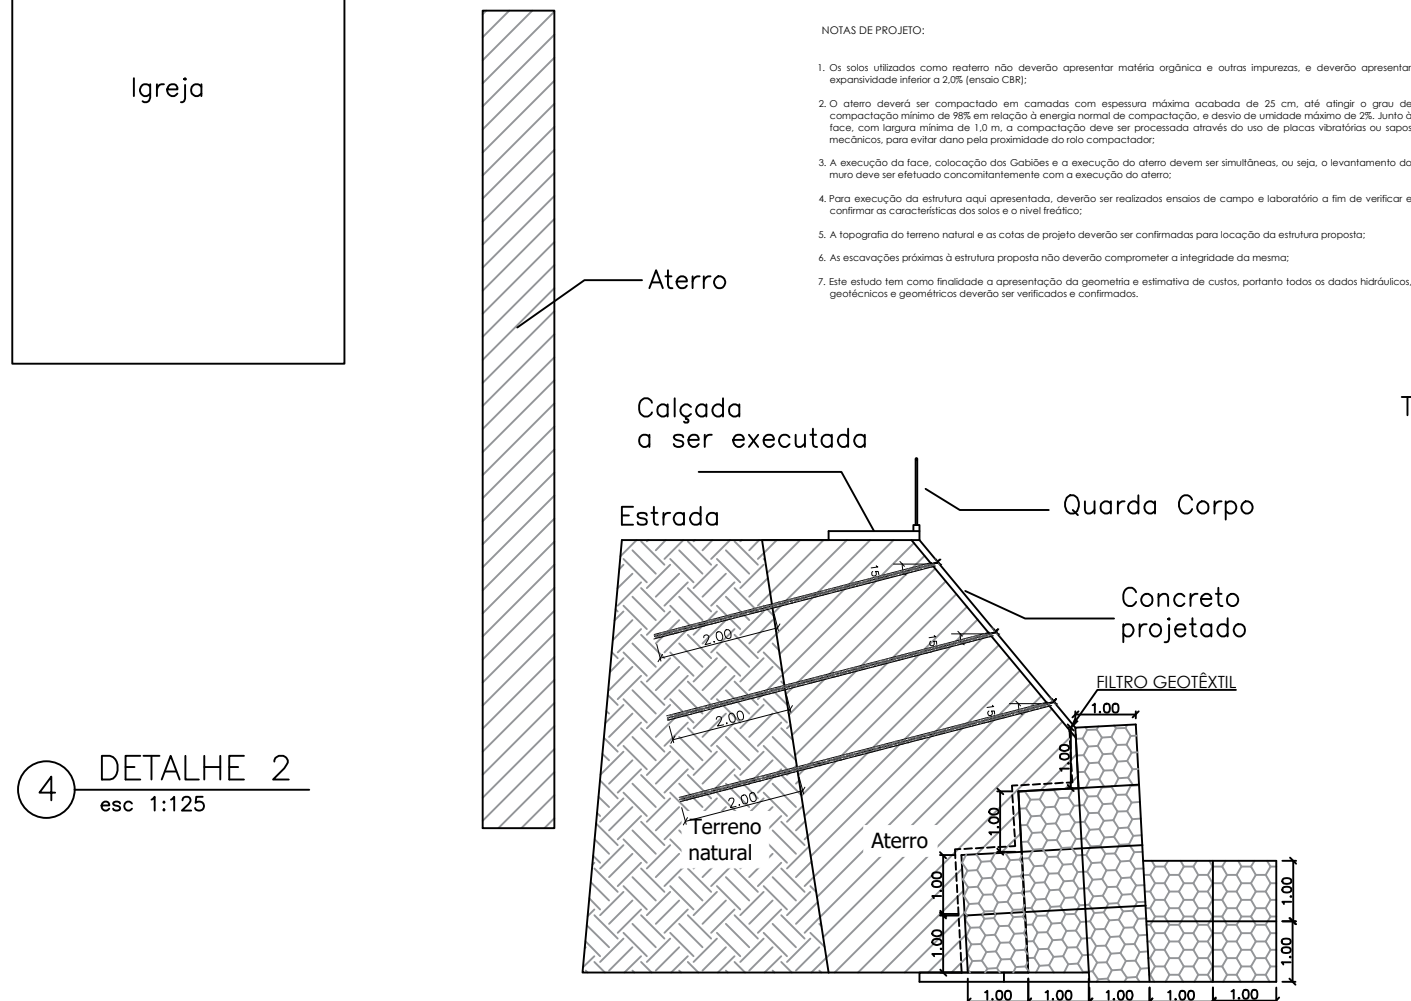 Igreja
NOTAS DE PROJETO:
1. Os solos utilizados como reaterro não deverão apresentar matéria orgânica e outras impurezas, e deverão apresentar
expansividade inferior a 2,0% (ensaio CBR);
2. O aterro deverá ser compactado em camadas com espessura máxima acabada de 25 cm, até atingir o grau de
compactação mínimo de 98% em relação à energia normal de compactação, e desvio de umidade máximo de 2%. Junto à
face, com largura mínima de 1,0 m, a compactação deve ser processada através do uso de placas vibratórias ou sapos
mecânicos, para evitar dano pela proximidade do rolo compactador;
3. A execução da face, colocação dos Gabiões e a execução do aterro devem ser simultâneas, ou seja, o levantamento do
muro deve ser efetuado concomitantemente com a execução do aterro;
4. Para execução da estrutura aqui apresentada, deverão ser realizados ensaios de campo e laboratório a fim de verificar e
confirmar as características dos solos e o nivel freático;
5. A topografia do terreno natural e as cotas de projeto deverão ser confirmadas para locação da estrutura proposta;
6. As escavações próximas à estrutura proposta não deverão comprometer a integridade da mesma;
7. Este estudo tem como finalidade a apresentação da geometria e estimativa de custos, portanto todos os dados hidráulicos,
geotécnicos e geométricos deverão ser verificados e confirmados.
Aterro
Calçada
a ser executada
T
Quarda Corpo
Estrada
15
Concreto
projetado
2.00
15
FILTRO GEOTÊXTIL
1.00
2.00
15
1.00
4
DETALHE 2
esc 1:125
2.00
1.00
Terreno
natural
Aterro
1.00
1.00
1.00
1.00
1.00
1.00
1.00
1.00
1.00